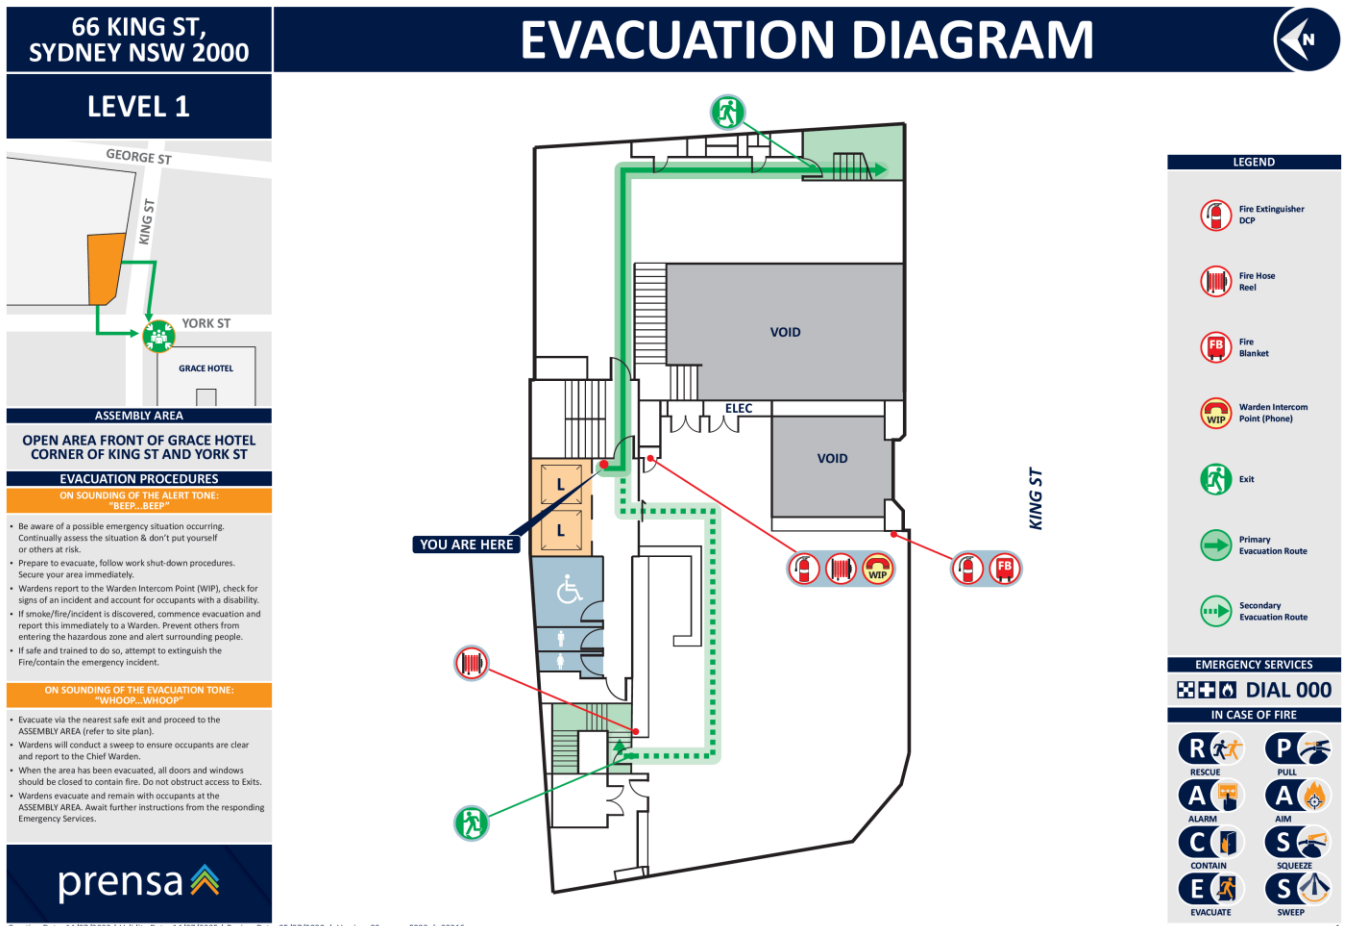 66 KING ST,
SYDNEY NSW 2000
EVACUATION DIAGRAM
N
LEVEL 1
GEORGE ST
KING ST
YORK ST
GRACE HOTEL
ASSEMBLY AREA
OPEN AREA FRONT OF GRACE HOTEL
CORNER OF KING ST AND YORK ST
EVACUATION PROCEDURES
ON SOUNDING OF THE ALERT TONE:
"BEEP...BEEP"
• Be aware of a possible emergency situation occurring.
Continually assess the situation & don't put yourself
or others at risk.
• Prepare to evacuate, follow work shut-down procedures.
Secure your area immediately.
• Wardens report to the Warden Intercom Point (WIP), check for
signs of an incident and account for occupants with a disability.
• If smoke/fire/incident is discovered, commence evacuation and
report this immediately to a Warden. Prevent others from
entering the hazardous zone and alert surrounding people.
• If safe and trained to do so, attempt to extinguish the
Fire/contain the emergency incident.
ON SOUNDING OF THE EVACUATION TONE:
"WHOOP...WHOOP"
• Evacuate via the nearest safe exit and proceed to the
ASSEMBLY AREA (refer to site plan).
• Wardens will conduct a sweep to ensure occupants are clear
and report to the Chief Warden.
• When the area has been evacuated, all doors and windows
should be closed to contain fire. Do not obstruct access to Exits.
• Wardens evacuate and remain with occupants at the
ASSEMBLY AREA. Await further instructions from the responding
Emergency Services.
prensa
VOID
ELEC
VOID
L
L
YOU ARE HERE
WIP
FB
KING ST
LEGEND
Fire Extinguisher
DCP
Fire Hose
Reel
FB
Fire
Blanket
WIP
Warden Intercom
Point (Phone)
Exit
Primary
Evacuation Route
Secondary
Evacuation Route
EMERGENCY SERVICES
DIAL 000
IN CASE OF FIRE
R
RESCUE
P
PULL
A
ALARM
A
AIM
C
CONTAIN
S
SQUEEZE
E
EVACUATE
S
SWEEP